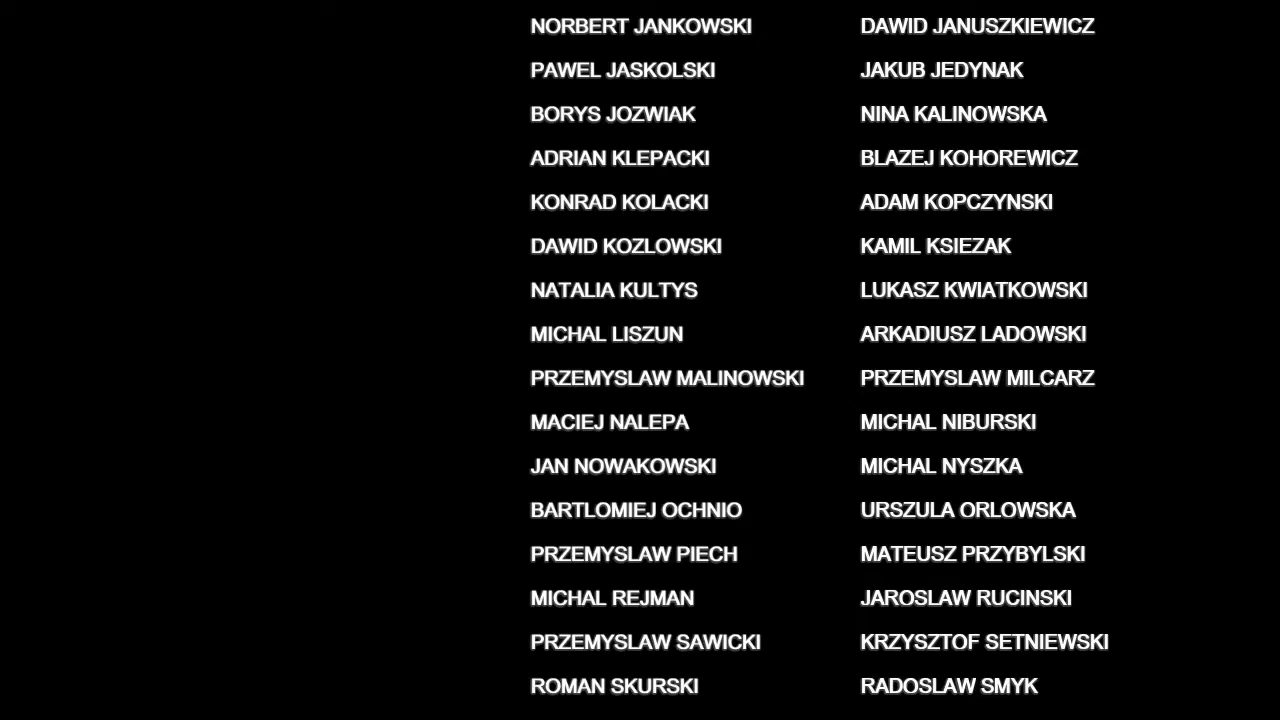 NORBERT JANKOWSKI DAWID JANUSZKIEWICZ
PAWEL JASKOLSKI JAKUB JEDYNAK
BORYS JOZWIAK NINA KALINOWSKA
ADRIAN KLEPACKI BLAZEJ KOHOREWICZ
KONRAD KOLACKI ADAM KOPCZYNSKI
DAWID KOZLOWSKI KAMIL KSIEZAK
NATALIA KULTYS LUKASZ KWIATKOWSKI
MICHAL LISZUN ARKADIUSZ LADOWSKI
PRZEMYSLAW MALINOWSKI PRZEMYSLAW MILCARZ
MACIEJ NALEPA MICHAL NIBURSKI
JAN NOWAKOWSKI MICHAL NYSZKA
BARTLOMIEJ OCHNIO URSZULA ORLOWSKA
PRZEMYSLAW PIECH MATEUSZ PRZYBYLSKI
MICHAL REJMAN JAROSLAW RUCINSKI
PRZEMYSLAW SAWICKI KRZYSZTOF SETNIEWSKI
ROMAN SKURSKI RADOSLAW SMYK